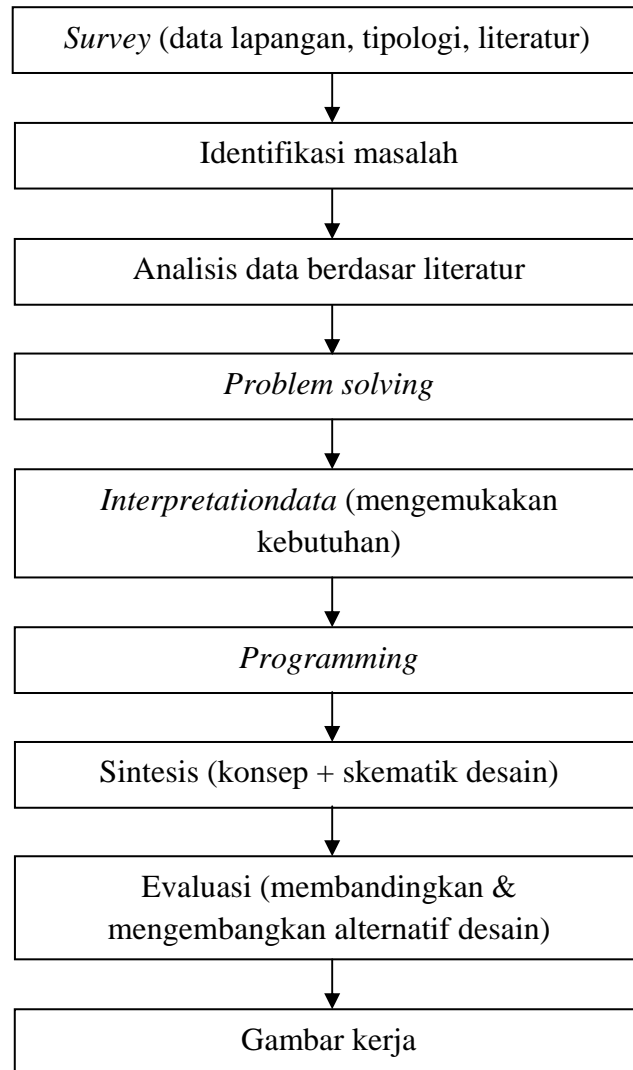 Survey (data lapangan, tipologi, literatur)
Identifikasi masalah
Analisis data berdasar literatur
Problem solving
Interpretationdata (mengemukakan
kebutuhan)
Programming
Sintesis (konsep + skematik desain)
Evaluasi (membandingkan &
mengembangkan alternatif desain)
Gambar kerja